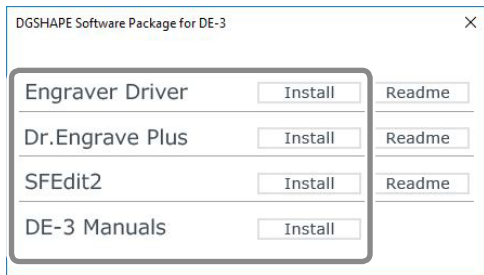 DGSHAPE Software Package for DE-3
Engraver Driver Install Readme
Dr.Engrave Plus Install Readme
SFEdit2 Install Readme
DE-3 Manuals Install